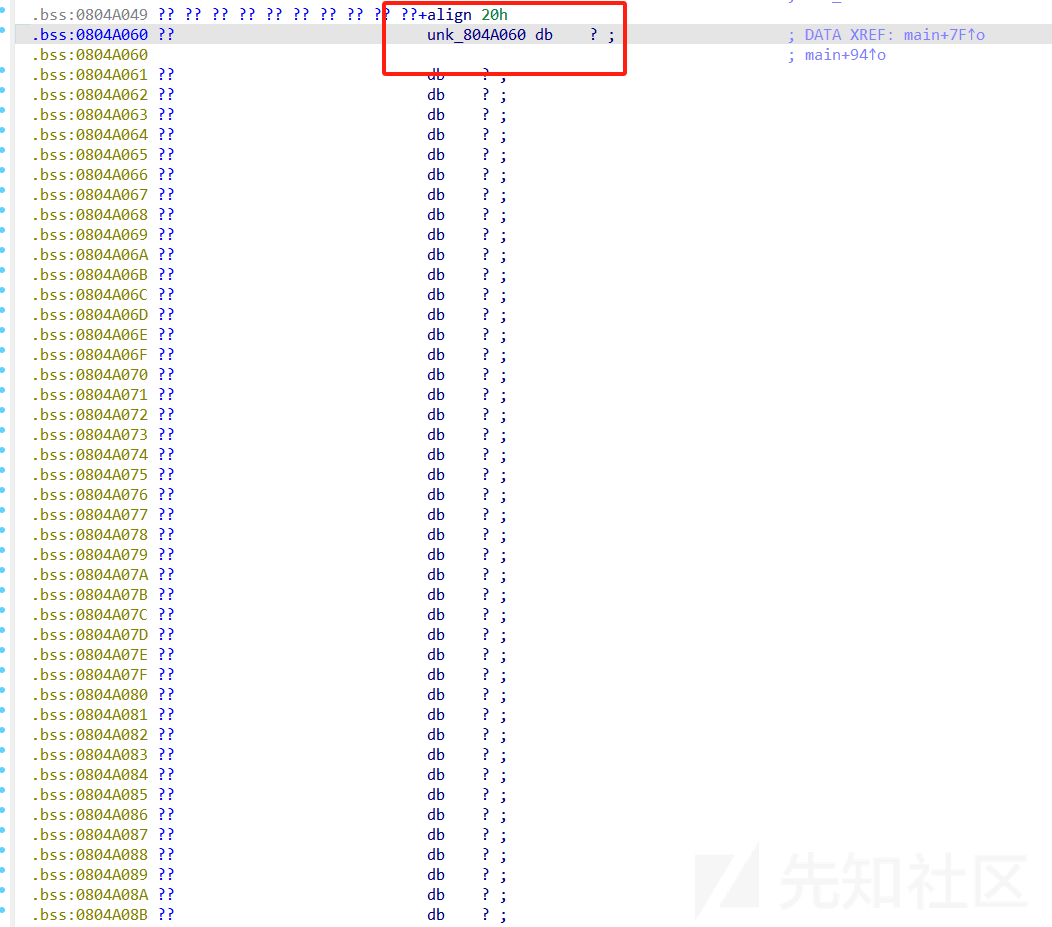 .bss:0804A049 ?? ?? ?? ?? ?? ?? ?? ?? ?? ??+align 20h
.bss:0804A060 ?? unk_804A060 db ? ; ; DATA XREF: main+7F↑o
.bss:0804A060 ; main+94↑o
.bss:0804A061 ?? db ? ;
.bss:0804A062 ?? db ? ;
.bss:0804A063 ?? db ? ;
.bss:0804A064 ?? db ? ;
.bss:0804A065 ?? db ? ;
.bss:0804A066 ?? db ? ;
.bss:0804A067 ?? db ? ;
.bss:0804A068 ?? db ? ;
.bss:0804A069 ?? db ? ;
.bss:0804A06A ?? db ? ;
.bss:0804A06B ?? db ? ;
.bss:0804A06C ?? db ? ;
.bss:0804A06D ?? db ? ;
.bss:0804A06E ?? db ? ;
.bss:0804A06F ?? db ? ;
.bss:0804A070 ?? db ? ;
.bss:0804A071 ?? db ? ;
.bss:0804A072 ?? db ? ;
.bss:0804A073 ?? db ? ;
.bss:0804A074 ?? db ? ;
.bss:0804A075 ?? db ? ;
.bss:0804A076 ?? db ? ;
.bss:0804A077 ?? db ? ;
.bss:0804A078 ?? db ? ;
.bss:0804A079 ?? db ? ;
.bss:0804A07A ?? db ? ;
.bss:0804A07B ?? db ? ;
.bss:0804A07C ?? db ? ;
.bss:0804A07D ?? db ? ;
.bss:0804A07E ?? db ? ;
.bss:0804A07F ?? db ? ;
.bss:0804A080 ?? db ? ;
.bss:0804A081 ?? db ? ;
.bss:0804A082 ?? db ? ;
.bss:0804A083 ?? db ? ;
.bss:0804A084 ?? db ? ;
.bss:0804A085 ?? db ? ;
.bss:0804A086 ?? db ? ;
.bss:0804A087 ?? db ? ;
.bss:0804A088 ?? db ? ;
.bss:0804A089 ?? db ? ;
.bss:0804A08A ?? db ? ;
.bss:0804A08B ?? db ? ;
先知社区